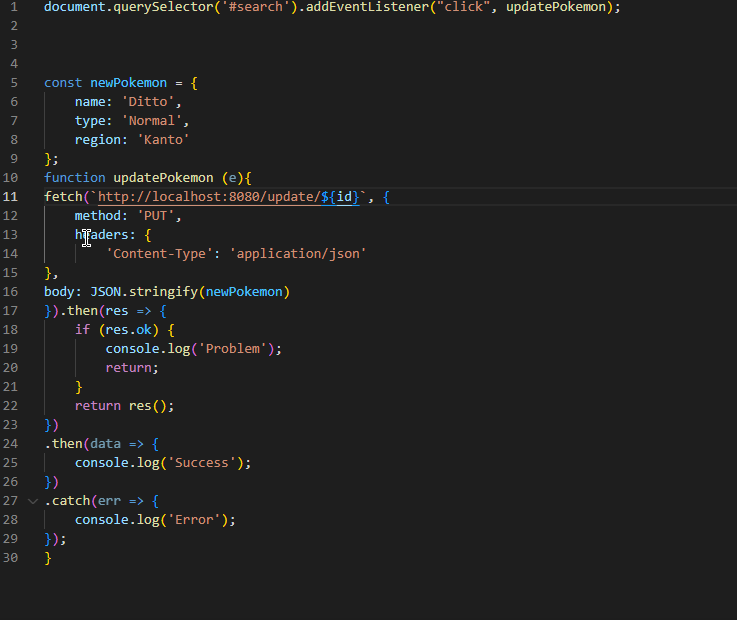 1 document.querySelector('#search').addEventListener("click", updatePokemon);
2
3
4
5 const newPokemon = {
6     name: 'Ditto',
7     type: 'Normal',
8     region: 'Kanto'
9 };
10 function updatePokemon (e){
11 fetch(`http://localhost:8080/update/${id}`, {
12     method: 'PUT',
13     headers: {
14         'Content-Type': 'application/json'
15 },
16 body: JSON.stringify(newPokemon)
17 }).then(res => {
18     if (res.ok) {
19         console.log('Problem');
20         return;
21     }
22     return res();
23 })
24 .then(data => {
25     console.log('Success');
26 })
27 .catch(err => {
28     console.log('Error');
29 });
30 }